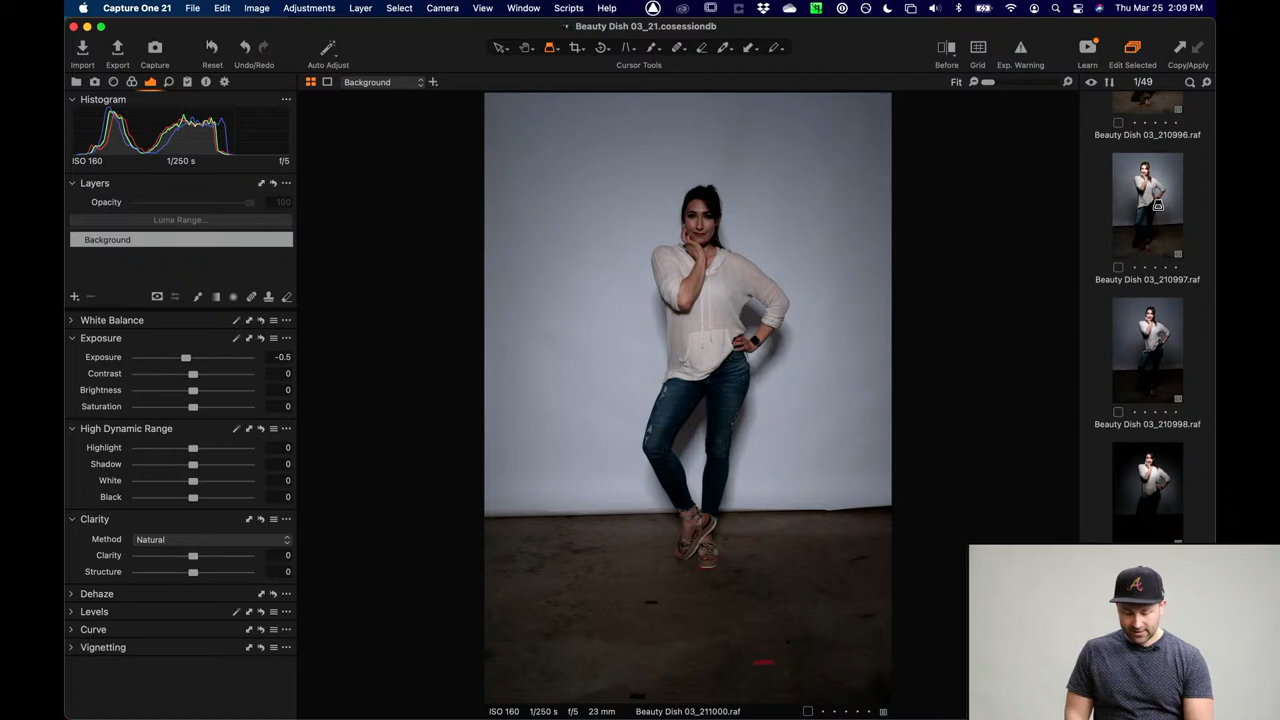 Capture One 21 File Edit Image Adjustments Layer Select Camera View Window Scripts Help Thu Mar 25 2:09 PM
Beauty Dish 03_21.cosessiondb
Import Export Capture Reset Undo/Redo Auto Adjust Cursor Tools Before Grid Exp. Warning Learn Edit Selected Copy/Apply
Background Fit 1/49
Histogram
ISO 160 1/250 s f/5
Layers
Opacity 100
Luma Range...
Background
White Balance
Exposure
Exposure -0.5
Contrast 0
Brightness 0
Saturation 0
High Dynamic Range
Highlight 0
Shadow 0
White 0
Black 0
Clarity
Method Natural
Clarity 0
Structure 0
Dehaze
Levels
Curve
Vignetting
Beauty Dish 03_210996.raf
Beauty Dish 03_210997.raf
Beauty Dish 03_210998.raf
ISO 160 1/250 s f/5 23 mm Beauty Dish 03_211000.raf
A